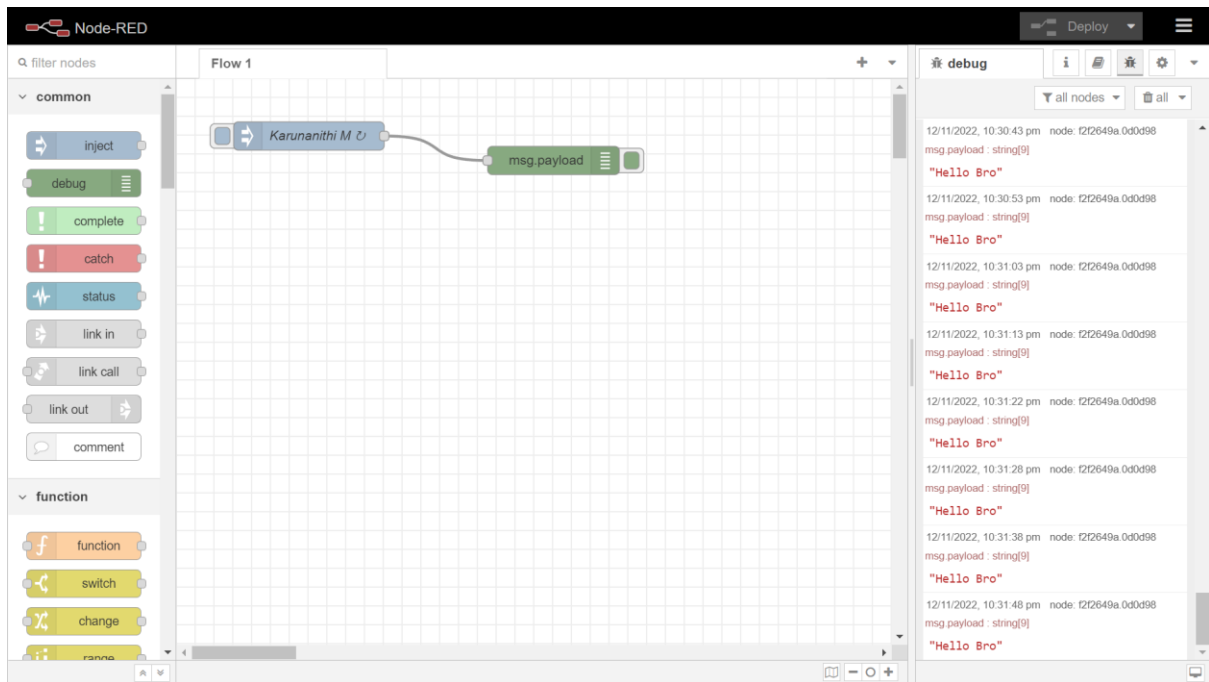 Node-RED
Deploy
filter nodes
Flow 1
debug
i
all nodes
all
common
inject
debug
complete
catch
status
link in
link call
link out
comment
function
function
switch
change
range
Karunanithi M ↻
msg.payload
12/11/2022, 10:30:43 pm node: f2f2649a.0d0d98
msg.payload : string[9]
"Hello Bro"
12/11/2022, 10:30:53 pm node: f2f2649a.0d0d98
msg.payload : string[9]
"Hello Bro"
12/11/2022, 10:31:03 pm node: f2f2649a.0d0d98
msg.payload : string[9]
"Hello Bro"
12/11/2022, 10:31:13 pm node: f2f2649a.0d0d98
msg.payload : string[9]
"Hello Bro"
12/11/2022, 10:31:22 pm node: f2f2649a.0d0d98
msg.payload : string[9]
"Hello Bro"
12/11/2022, 10:31:28 pm node: f2f2649a.0d0d98
msg.payload : string[9]
"Hello Bro"
12/11/2022, 10:31:38 pm node: f2f2649a.0d0d98
msg.payload : string[9]
"Hello Bro"
12/11/2022, 10:31:48 pm node: f2f2649a.0d0d98
msg.payload : string[9]
"Hello Bro"